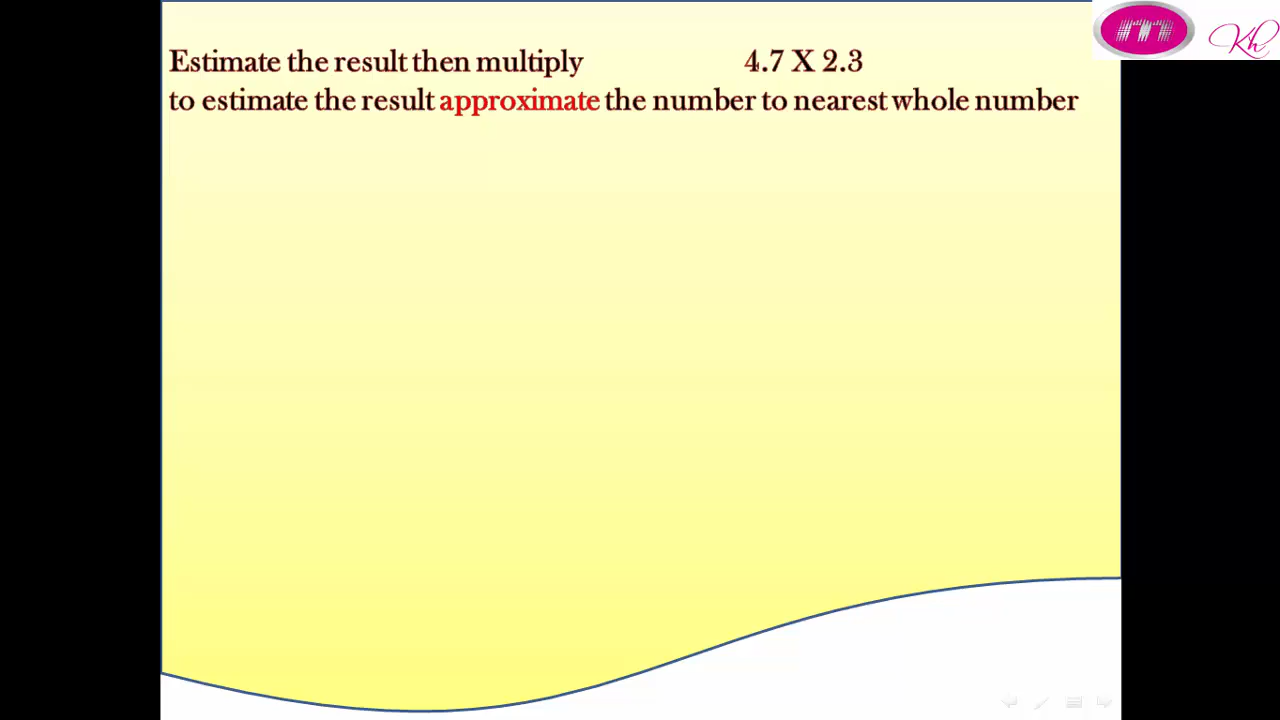 Estimate the result then multiply 4.7 X 2.3
to estimate the result approximate the number to nearest whole number
m Kh